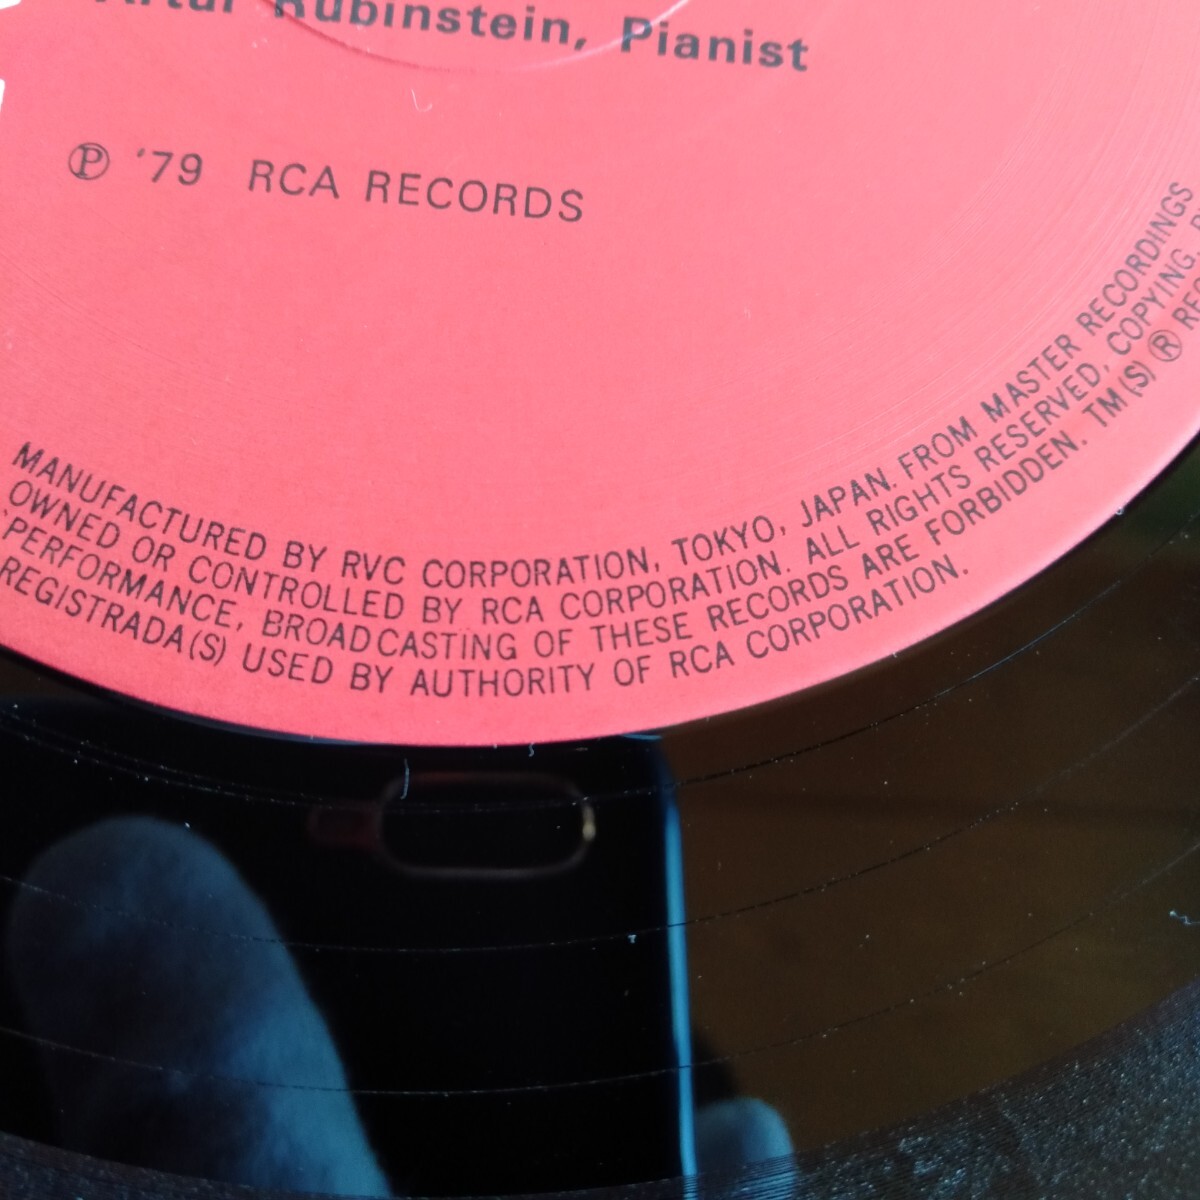 Artur Rubinstein, Pianist
Ⓟ '79 RCA RECORDS
MANUFACTURED BY RVC CORPORATION, TOKYO, JAPAN. FROM MASTER RECORDINGS
OWNED OR CONTROLLED BY RCA CORPORATION. ALL RIGHTS RESERVED, COPYING,
PERFORMANCE, BROADCASTING OF THESE RECORDS ARE FORBIDDEN. TM(S) ®
REGISTRADA(S) USED BY AUTHORITY OF RCA CORPORATION.